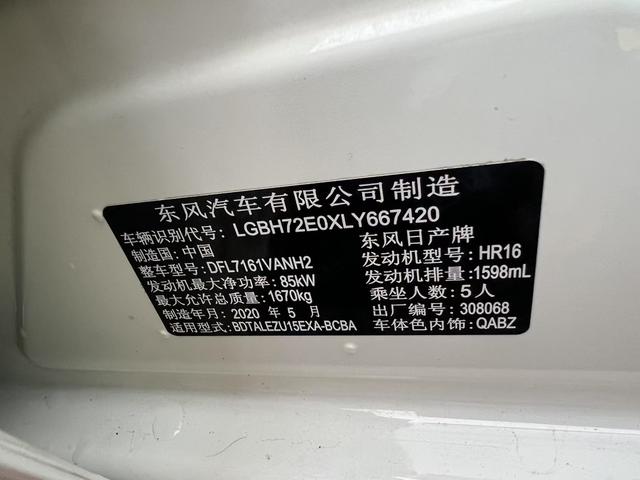 东风汽车有限公司制造
车辆识别代号: LGBH72E0XLY667420
制造国: 中国 东风日产牌
整车型号: DFL7161VANH2 发动机型号: HR16
发动机最大净功率: 85kW 发动机排量: 1598mL
最大允许总质量: 1670kg 乘坐人数: 5人
制造年月: 2020 年 5 月 出厂编号: 308068
适用型号: BDTALEZU15EXA-BCBA 车体色内饰: QABZ